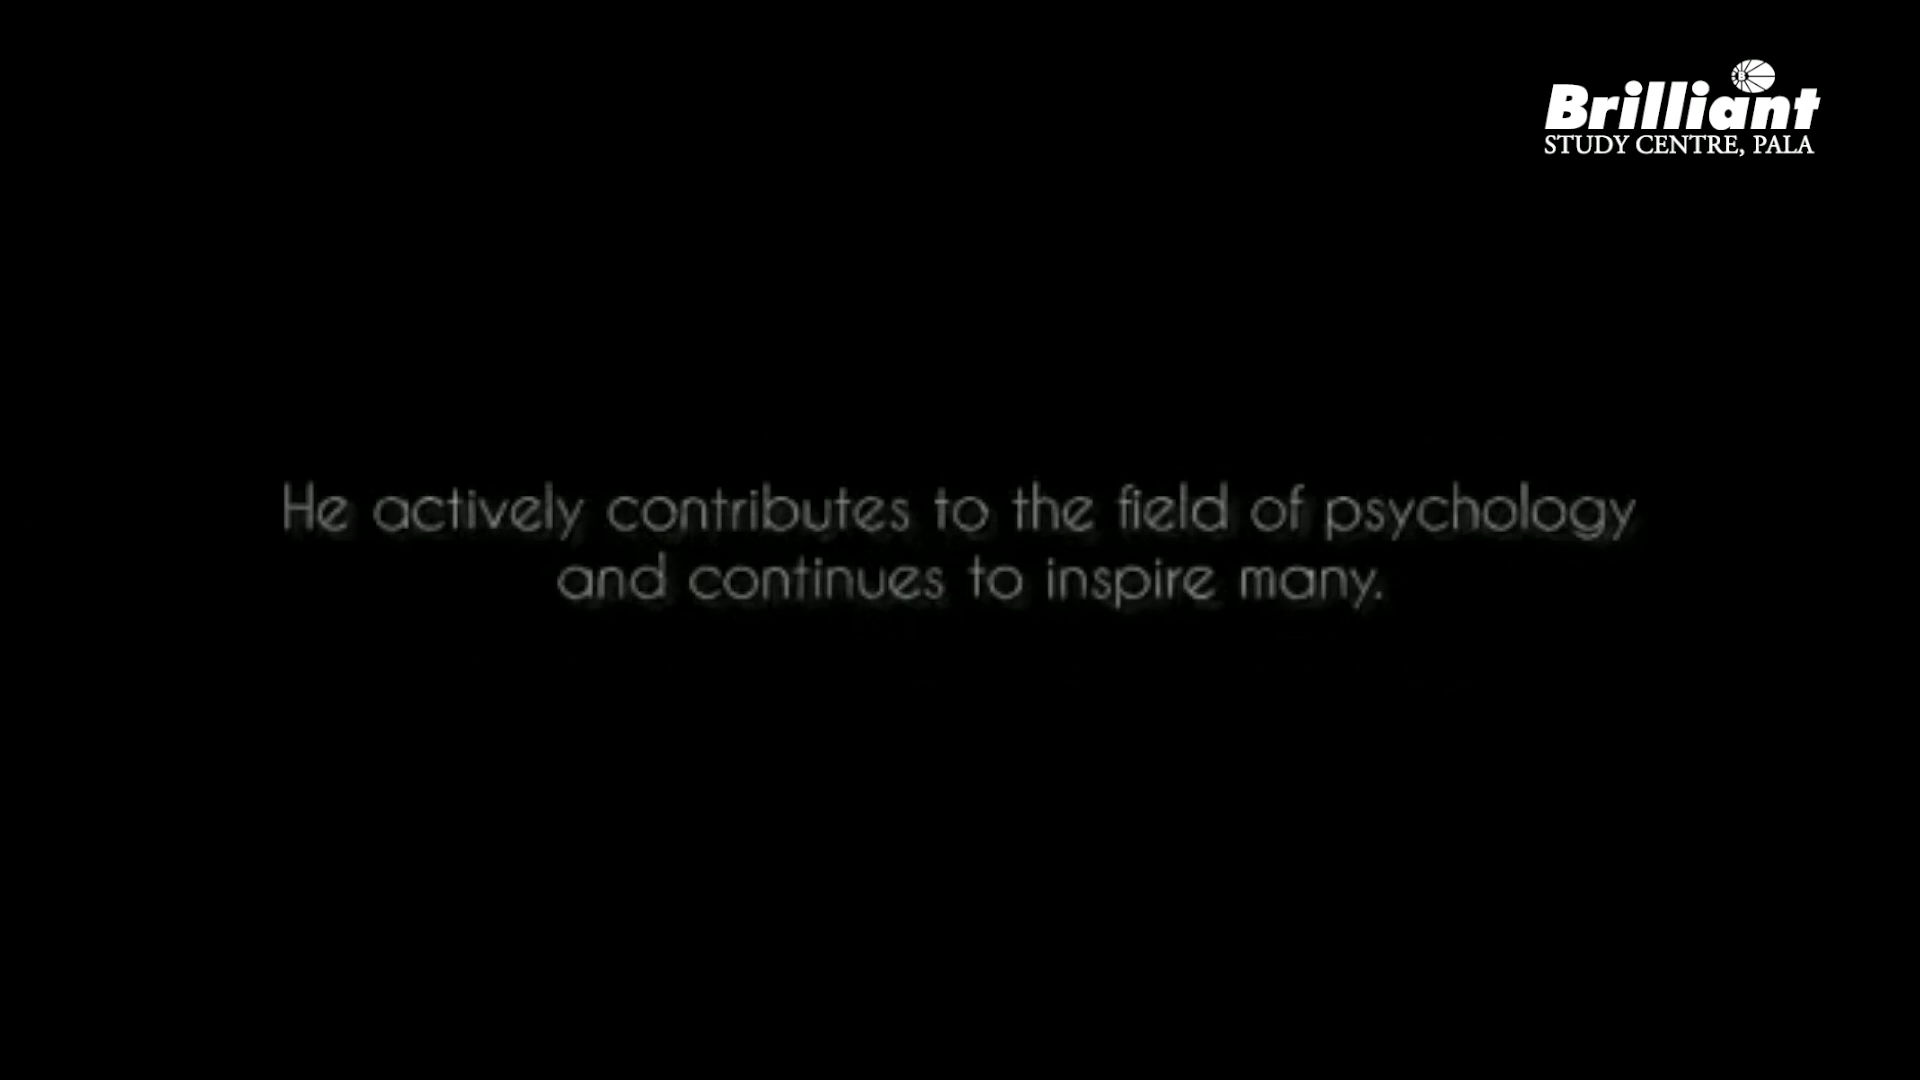 Brilliant
STUDY CENTRE, PALA
He actively contributes to the field of psychology
and continues to inspire many.